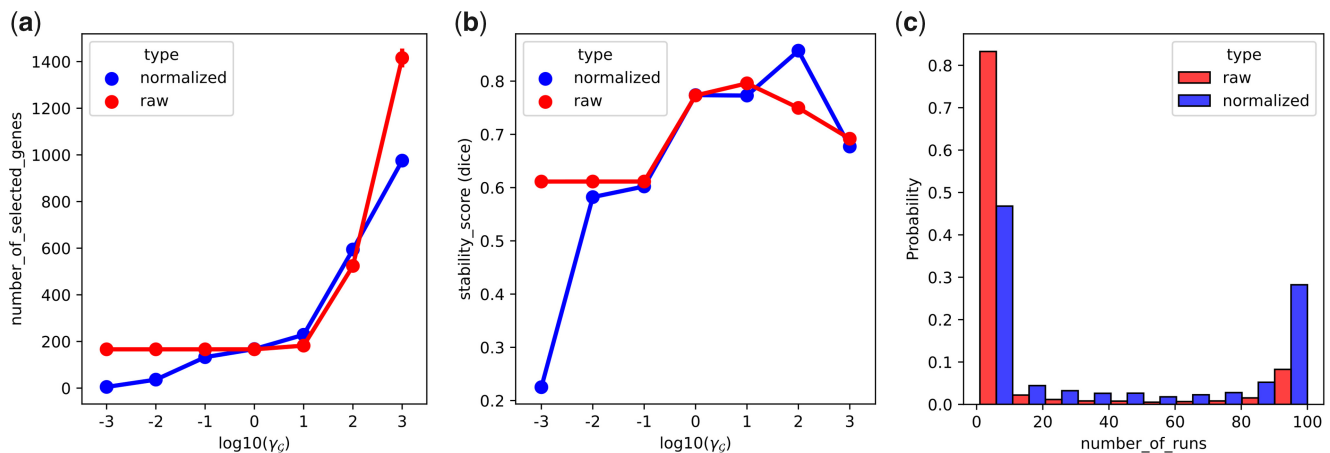 (a)
number_of_selected_genes
1400
1200
1000
800
600
400
200
0
type
normalized
raw
-3 -2 -1 0 1 2 3
log10(γ𝒢)
(b)
stability_score (dice)
0.8
0.7
0.6
0.5
0.4
0.3
0.2
type
normalized
raw
-3 -2 -1 0 1 2 3
log10(γ𝒢)
(c)
Probability
0.8
0.7
0.6
0.5
0.4
0.3
0.2
0.1
0.0
type
raw
normalized
0 20 40 60 80 100
number_of_runs